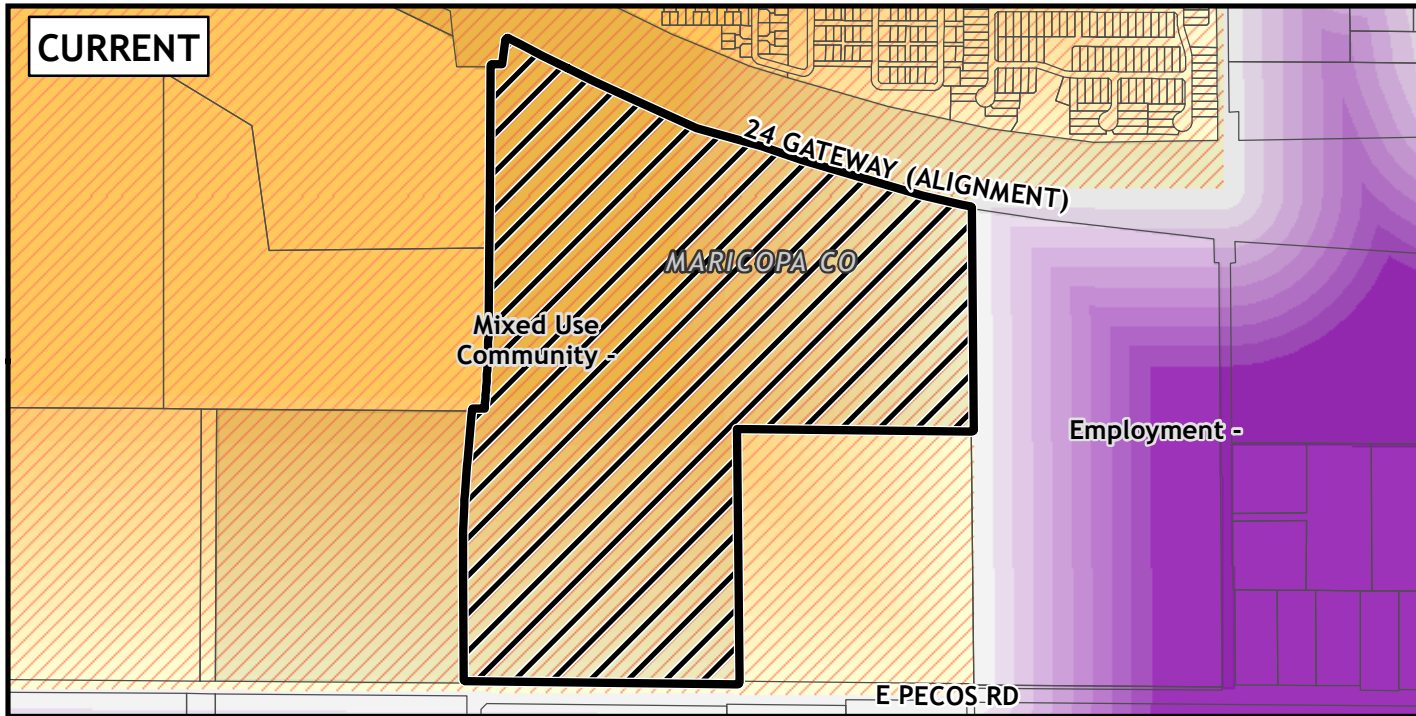 CURRENT
24 GATEWAY (ALIGNMENT)
MARICOPA CO
Mixed Use
Community -
Employment -
E PECOS RD